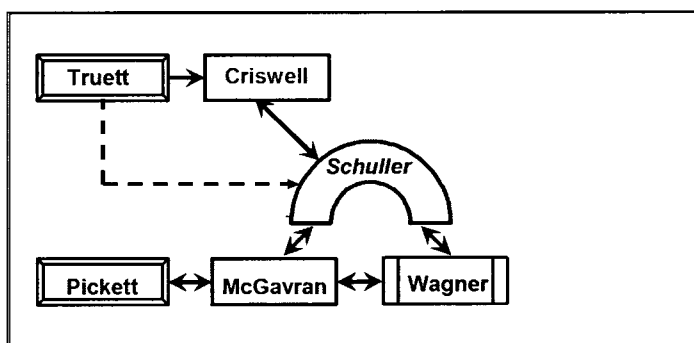 Truett
Criswell
Schuller
Pickett
McGavran
Wagner